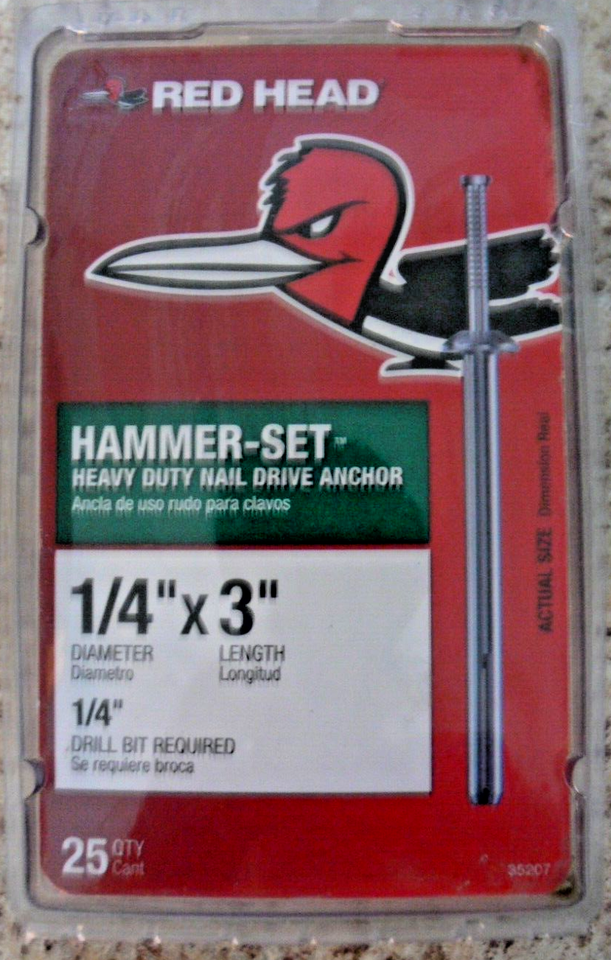 RED HEAD
HAMMER-SET™
HEAVY DUTY NAIL DRIVE ANCHOR
Ancla de uso rudo para clavos
1/4" x 3"
DIAMETER LENGTH
Diametro Longitud
1/4"
DRILL BIT REQUIRED
Se requiere broca
ACTUAL SIZE Dimension Real
25 QTY
Cant
35207